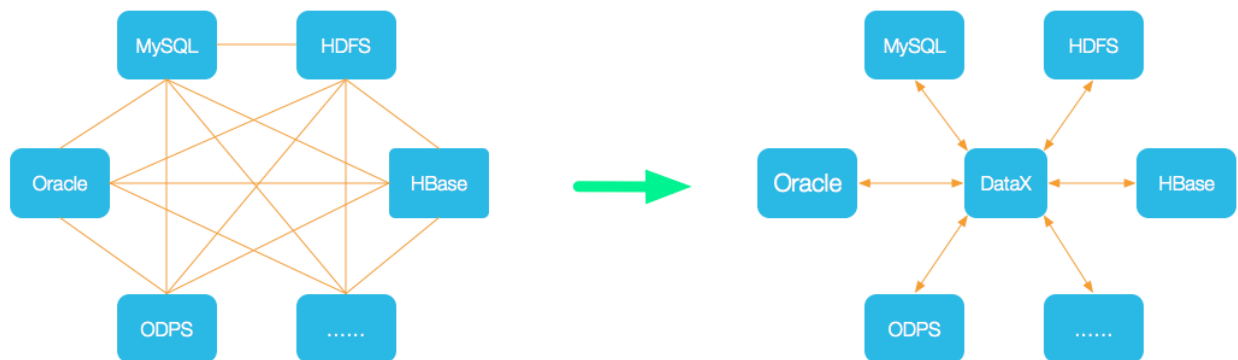 MySQL
HDFS
Oracle
HBase
ODPS
......
MySQL
HDFS
Oracle
DataX
HBase
ODPS
......